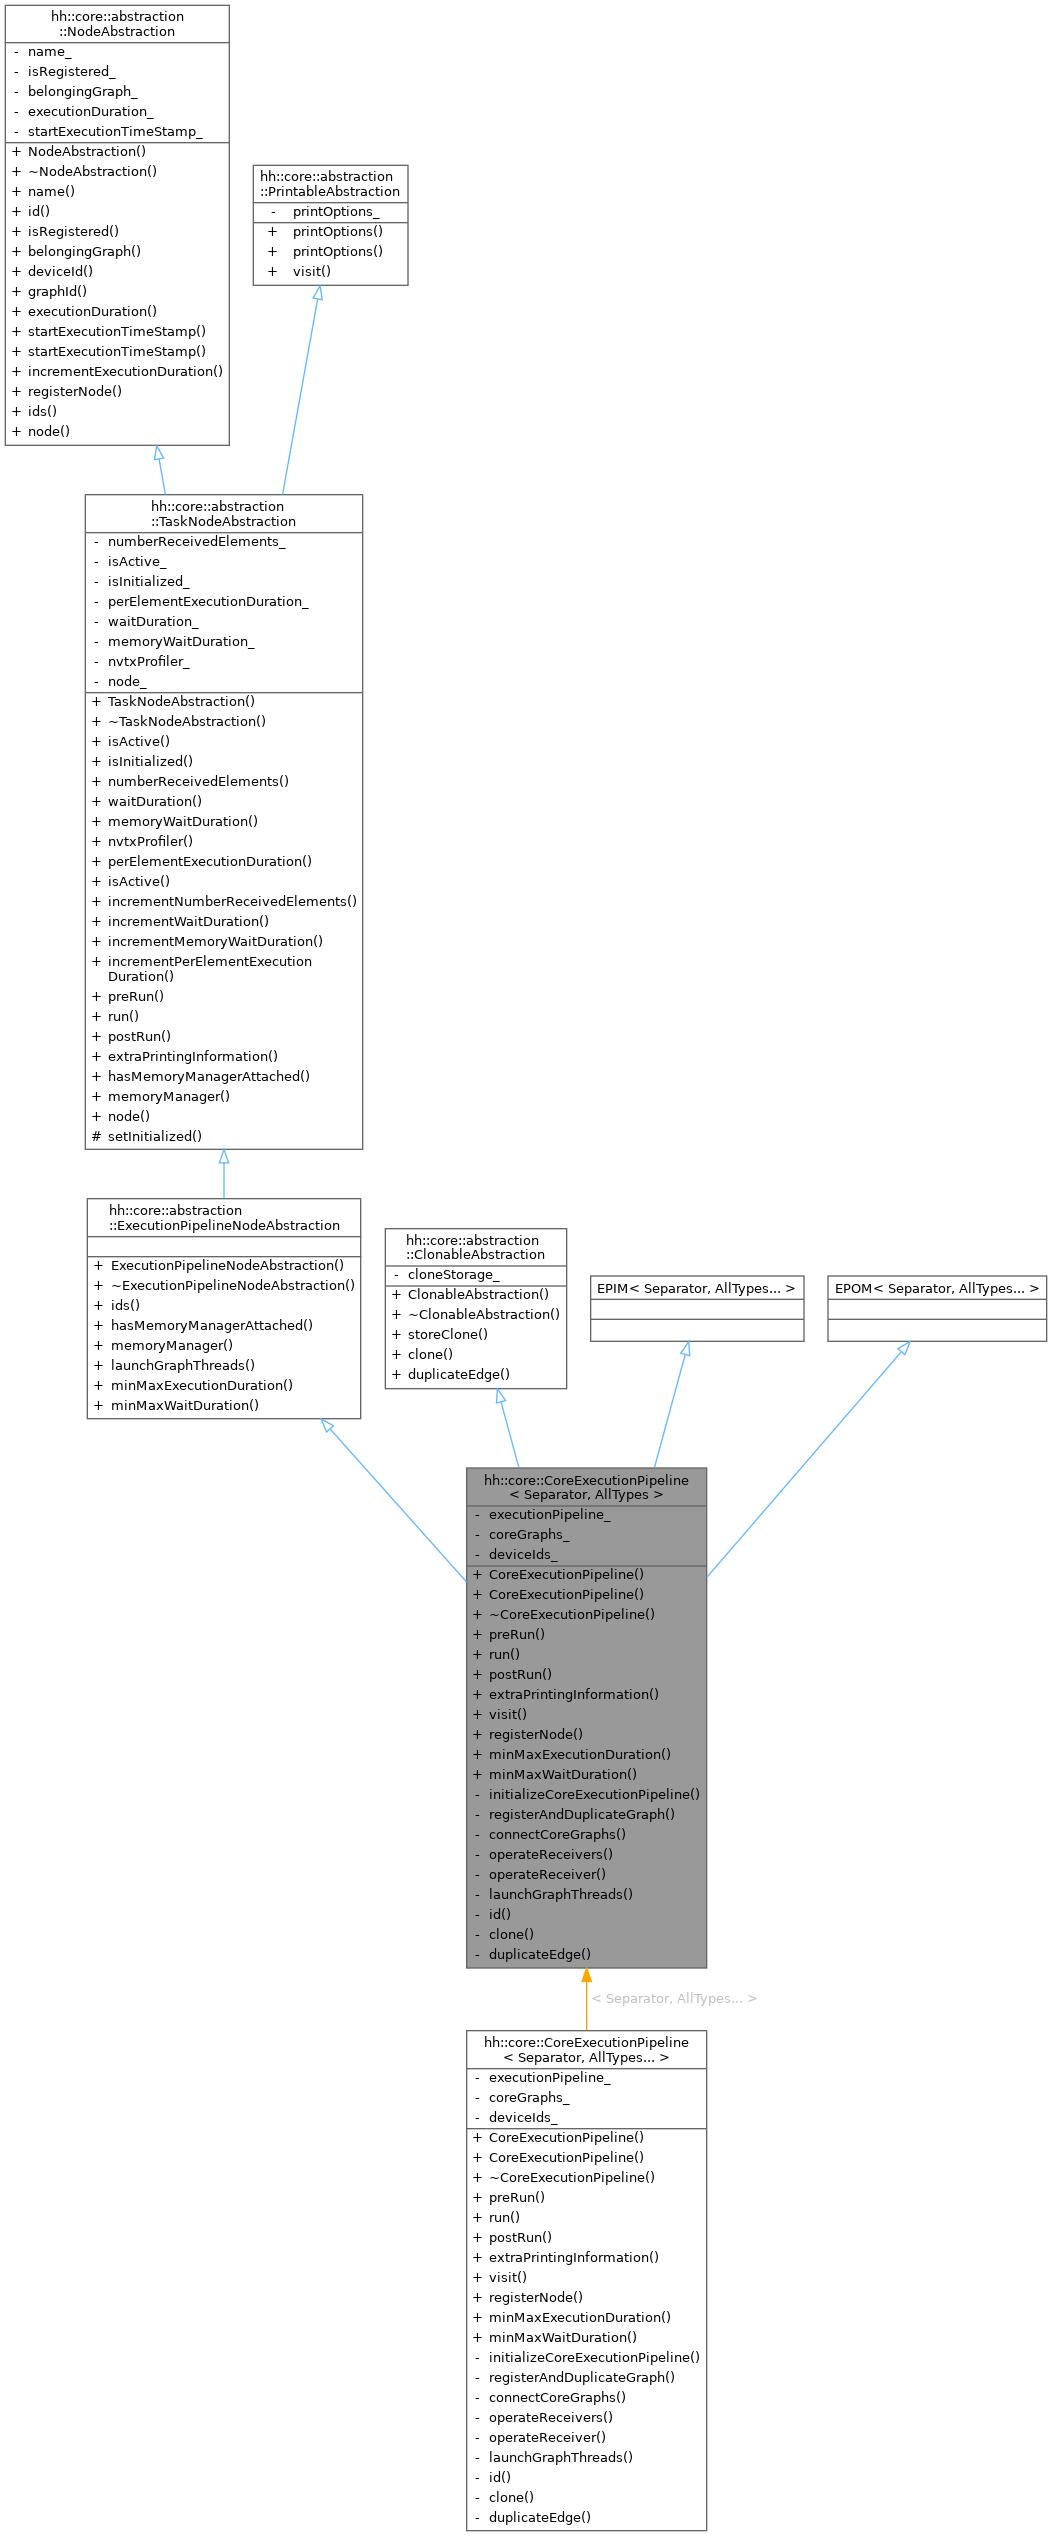 hh::core::abstraction
::NodeAbstraction
- name_
- isRegistered_
- belongingGraph_
- executionDuration_
- startExecutionTimeStamp_
+ NodeAbstraction()
+ ~NodeAbstraction()
+ name()
+ id()
+ isRegistered()
+ belongingGraph()
+ deviceId()
+ graphId()
+ executionDuration()
+ startExecutionTimeStamp()
+ startExecutionTimeStamp()
+ incrementExecutionDuration()
+ registerNode()
+ ids()
+ node()
hh::core::abstraction
::PrintableAbstraction
- printOptions_
+ printOptions()
+ printOptions()
+ visit()
hh::core::abstraction
::TaskNodeAbstraction
- numberReceivedElements_
- isActive_
- isInitialized_
- perElementExecutionDuration_
- waitDuration_
- memoryWaitDuration_
- nvtxProfiler_
- node_
+ TaskNodeAbstraction()
+ ~TaskNodeAbstraction()
+ isActive()
+ isInitialized()
+ numberReceivedElements()
+ waitDuration()
+ memoryWaitDuration()
+ nvtxProfiler()
+ perElementExecutionDuration()
+ isActive()
+ incrementNumberReceivedElements()
+ incrementWaitDuration()
+ incrementMemoryWaitDuration()
+ incrementPerElementExecution
Duration()
+ preRun()
+ run()
+ postRun()
+ extraPrintingInformation()
+ hasMemoryManagerAttached()
+ memoryManager()
+ node()
# setInitialized()
hh::core::abstraction
::ExecutionPipelineNodeAbstraction
+ ExecutionPipelineNodeAbstraction()
+ ~ExecutionPipelineNodeAbstraction()
+ ids()
+ hasMemoryManagerAttached()
+ memoryManager()
+ launchGraphThreads()
+ minMaxExecutionDuration()
+ minMaxWaitDuration()
hh::core::abstraction
::ClonableAbstraction
- cloneStorage_
+ ClonableAbstraction()
+ ~ClonableAbstraction()
+ storeClone()
+ clone()
+ duplicateEdge()
EPIM< Separator, AllTypes... >
EPOM< Separator, AllTypes... >
hh::core::CoreExecutionPipeline
< Separator, AllTypes >
- executionPipeline_
- coreGraphs_
- deviceIds_
+ CoreExecutionPipeline()
+ CoreExecutionPipeline()
+ ~CoreExecutionPipeline()
+ preRun()
+ run()
+ postRun()
+ extraPrintingInformation()
+ visit()
+ registerNode()
+ minMaxExecutionDuration()
+ minMaxWaitDuration()
- initializeCoreExecutionPipeline()
- registerAndDuplicateGraph()
- connectCoreGraphs()
- operateReceivers()
- operateReceiver()
- launchGraphThreads()
- id()
- clone()
- duplicateEdge()
< Separator, AllTypes... >
hh::core::CoreExecutionPipeline
< Separator, AllTypes... >
- executionPipeline_
- coreGraphs_
- deviceIds_
+ CoreExecutionPipeline()
+ CoreExecutionPipeline()
+ ~CoreExecutionPipeline()
+ preRun()
+ run()
+ postRun()
+ extraPrintingInformation()
+ visit()
+ registerNode()
+ minMaxExecutionDuration()
+ minMaxWaitDuration()
- initializeCoreExecutionPipeline()
- registerAndDuplicateGraph()
- connectCoreGraphs()
- operateReceivers()
- operateReceiver()
- launchGraphThreads()
- id()
- clone()
- duplicateEdge()